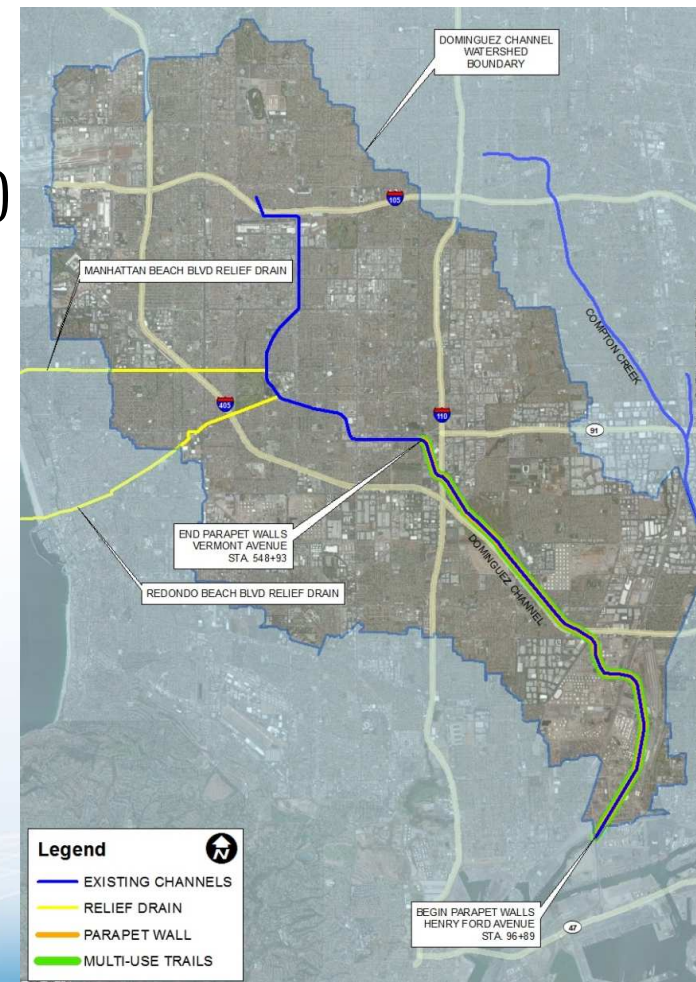 )
DOMINGUEZ CHANNEL
WATERSHED
BOUNDARY
105
MANHATTAN BEACH BLVD RELIEF DRAIN
COMPTON CREEK
405
110
91
END PARAPET WALLS
VERMONT AVENUE
STA. 548+93
DOMINGUEZ CHANNEL
REDONDO BEACH BLVD RELIEF DRAIN
Legend
N
EXISTING CHANNELS
RELIEF DRAIN
PARAPET WALL
MULTI-USE TRAILS
BEGIN PARAPET WALLS
HENRY FORD AVENUE
STA. 96+89
47